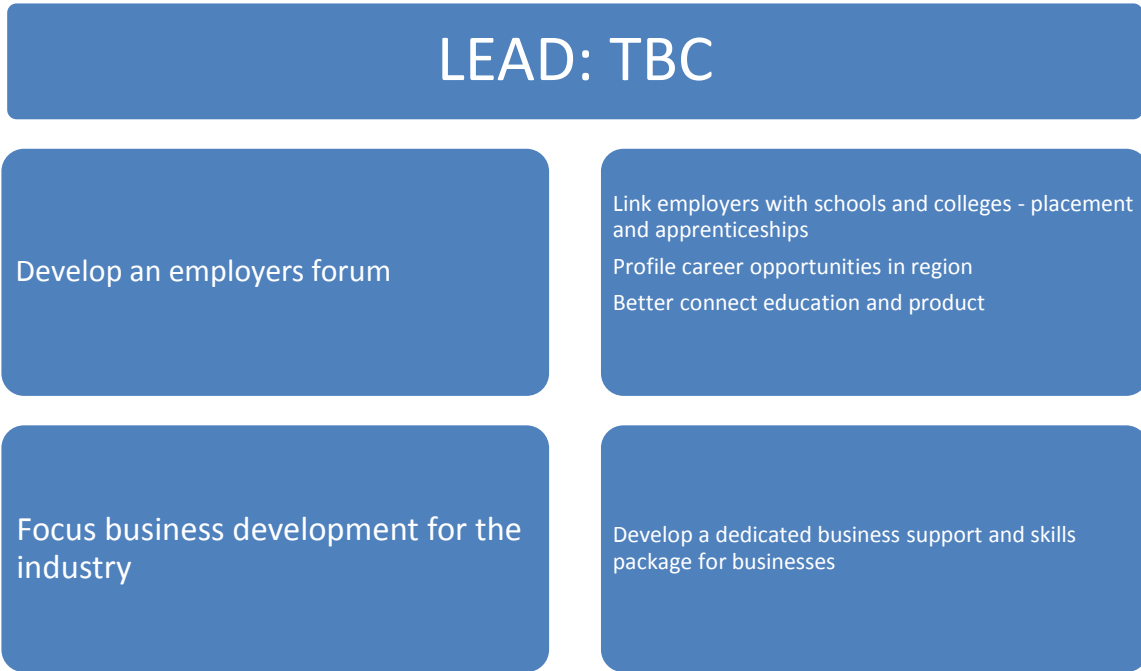 LEAD: TBC
Develop an employers forum
Link employers with schools and colleges - placement
and apprenticeships
Profile career opportunities in region
Better connect education and product
Focus business development for the
industry
Develop a dedicated business support and skills
package for businesses